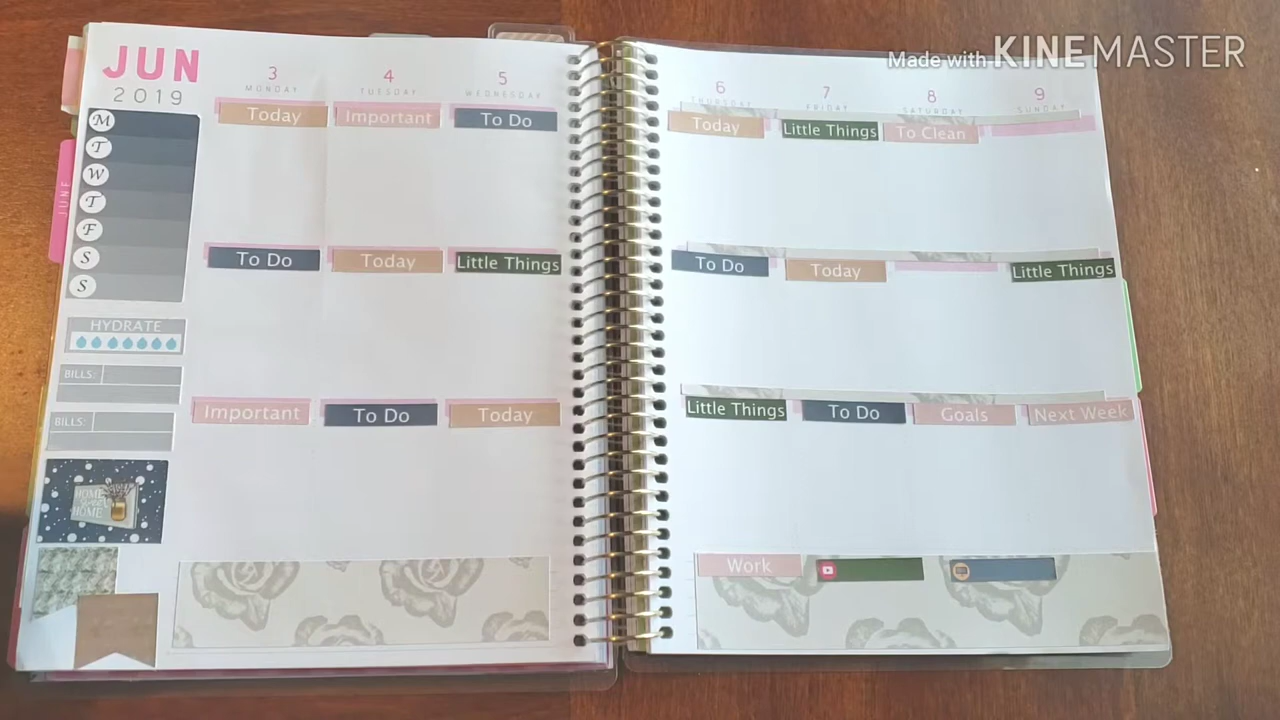 Made with KINEMASTER
JUN
2019
3
MONDAY
4
TUESDAY
5
WEDNESDAY
6
THURSDAY
7
FRIDAY
8
SATURDAY
9
SUNDAY
M
T
W
T
F
S
S
Today
Important
To Do
Today
Little Things
To Clean
To Do
Today
Little Things
To Do
Today
Little Things
Important
To Do
Today
Little Things
To Do
Goals
Next Week
HYDRATE
BILLS:
BILLS:
HOME
SWEET
HOME
Work
JUNE